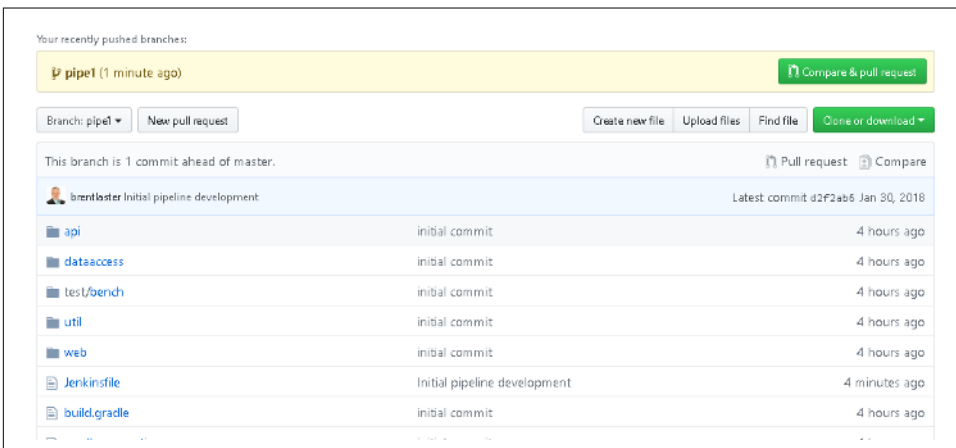 Your recently pushed branches:
pipe1 (1 minute ago) Compare & pull request
Branch: pipe1 New pull request Create new file Upload files Find file Clone or download
This branch is 1 commit ahead of master. Pull request Compare
brentlaster Initial pipeline development Latest commit d2f2ab6 Jan 30, 2018
api initial commit 4 hours ago
dataaccess initial commit 4 hours ago
test/bench initial commit 4 hours ago
util initial commit 4 hours ago
web initial commit 4 hours ago
Jenkinsfile Initial pipeline development 4 minutes ago
build.gradle initial commit 4 hours ago